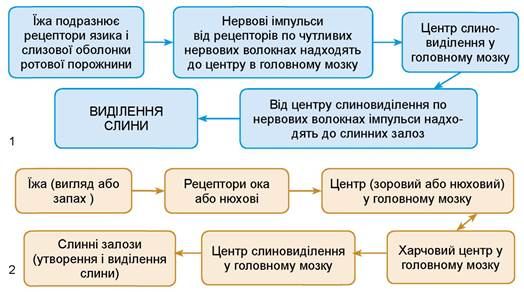 Їжа подразнює
рецептори язика і
слизової оболонки
ротової порожнини
Нервові імпульси
від рецепторів по чутливих
нервових волокнах надходять
до центру в головному мозку
Центр слино-
виділення у
головному мозку
Від центру слиновиділення по
нервових волокнах імпульси надхо-
дять до слинних залоз
ВИДІЛЕННЯ
СЛИНИ
1
Їжа (вигляд або
запах )
Рецептори ока
або нюхові
Центр (зоровий або нюховий)
у головному мозку
Харчовий центр у
головному мозку
Центр слиновиділення
у головному мозку
Слинні залози
(утворення і виділення
слини)
2